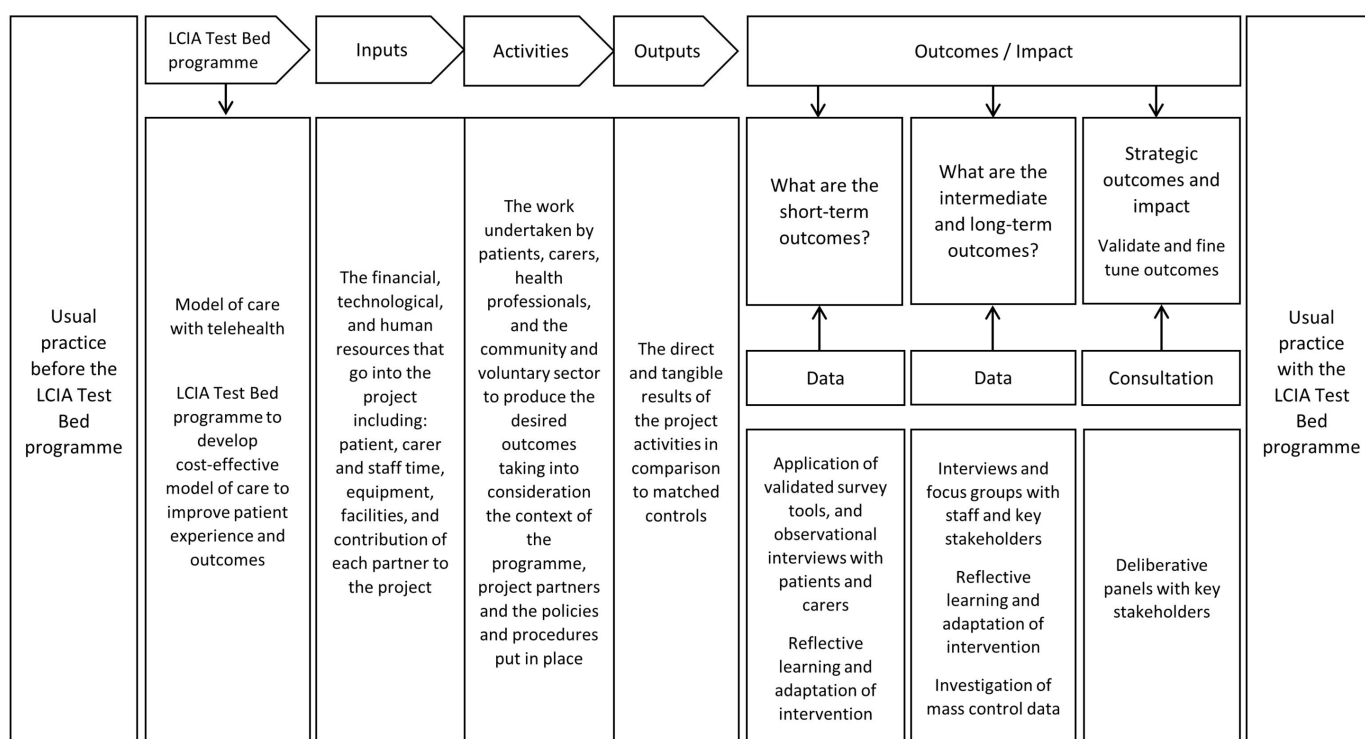 Usual
practice
before the
LCIA Test
Bed
programme
LCIA Test Bed
programme
Model of care
with telehealth
LCIA Test Bed
programme to
develop
cost-effective
model of care to
improve patient
experience and
outcomes
Inputs
The financial,
technological,
and human
resources that
go into the
project
including:
patient, carer
and staff time,
equipment,
facilities, and
contribution of
each partner to
the project
Activities
The work
undertaken by
patients, carers,
health
professionals,
and the
community and
voluntary sector
to produce the
desired
outcomes
taking into
consideration
the context of
the
programme,
project partners
and the policies
and procedures
put in place
Outputs
The direct
and tangible
results of
the project
activities in
comparison
to matched
controls
Outcomes / Impact
What are the
short-term
outcomes?
Data
Application of
validated survey
tools, and
observational
interviews with
patients and
carers
Reflective
learning and
adaptation of
intervention
What are the
intermediate
and long-term
outcomes?
Data
Interviews and
focus groups with
staff and key
stakeholders
Reflective
learning and
adaptation of
intervention
Investigation of
mass control data
Strategic
outcomes and
impact
Validate and fine
tune outcomes
Consultation
Deliberative
panels with key
stakeholders
Usual
practice
with the
LCIA Test
Bed
programme